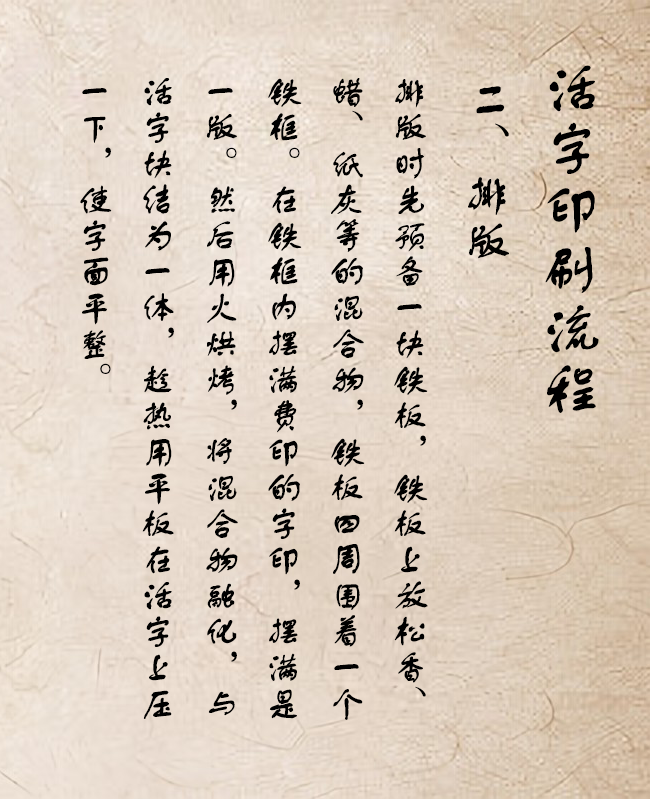 活字印刷流程
二、排版
排版时先预备一块铁板，铁板上放松香、
蜡、纸灰等的混合物，铁板四周围着一个
铁框。在铁框内摆满费印的字印，摆满是
一版。然后用火烘烤，将混合物融化，与
活字块结为一体，趁热用平板在活字上压
一下，使字面平整。